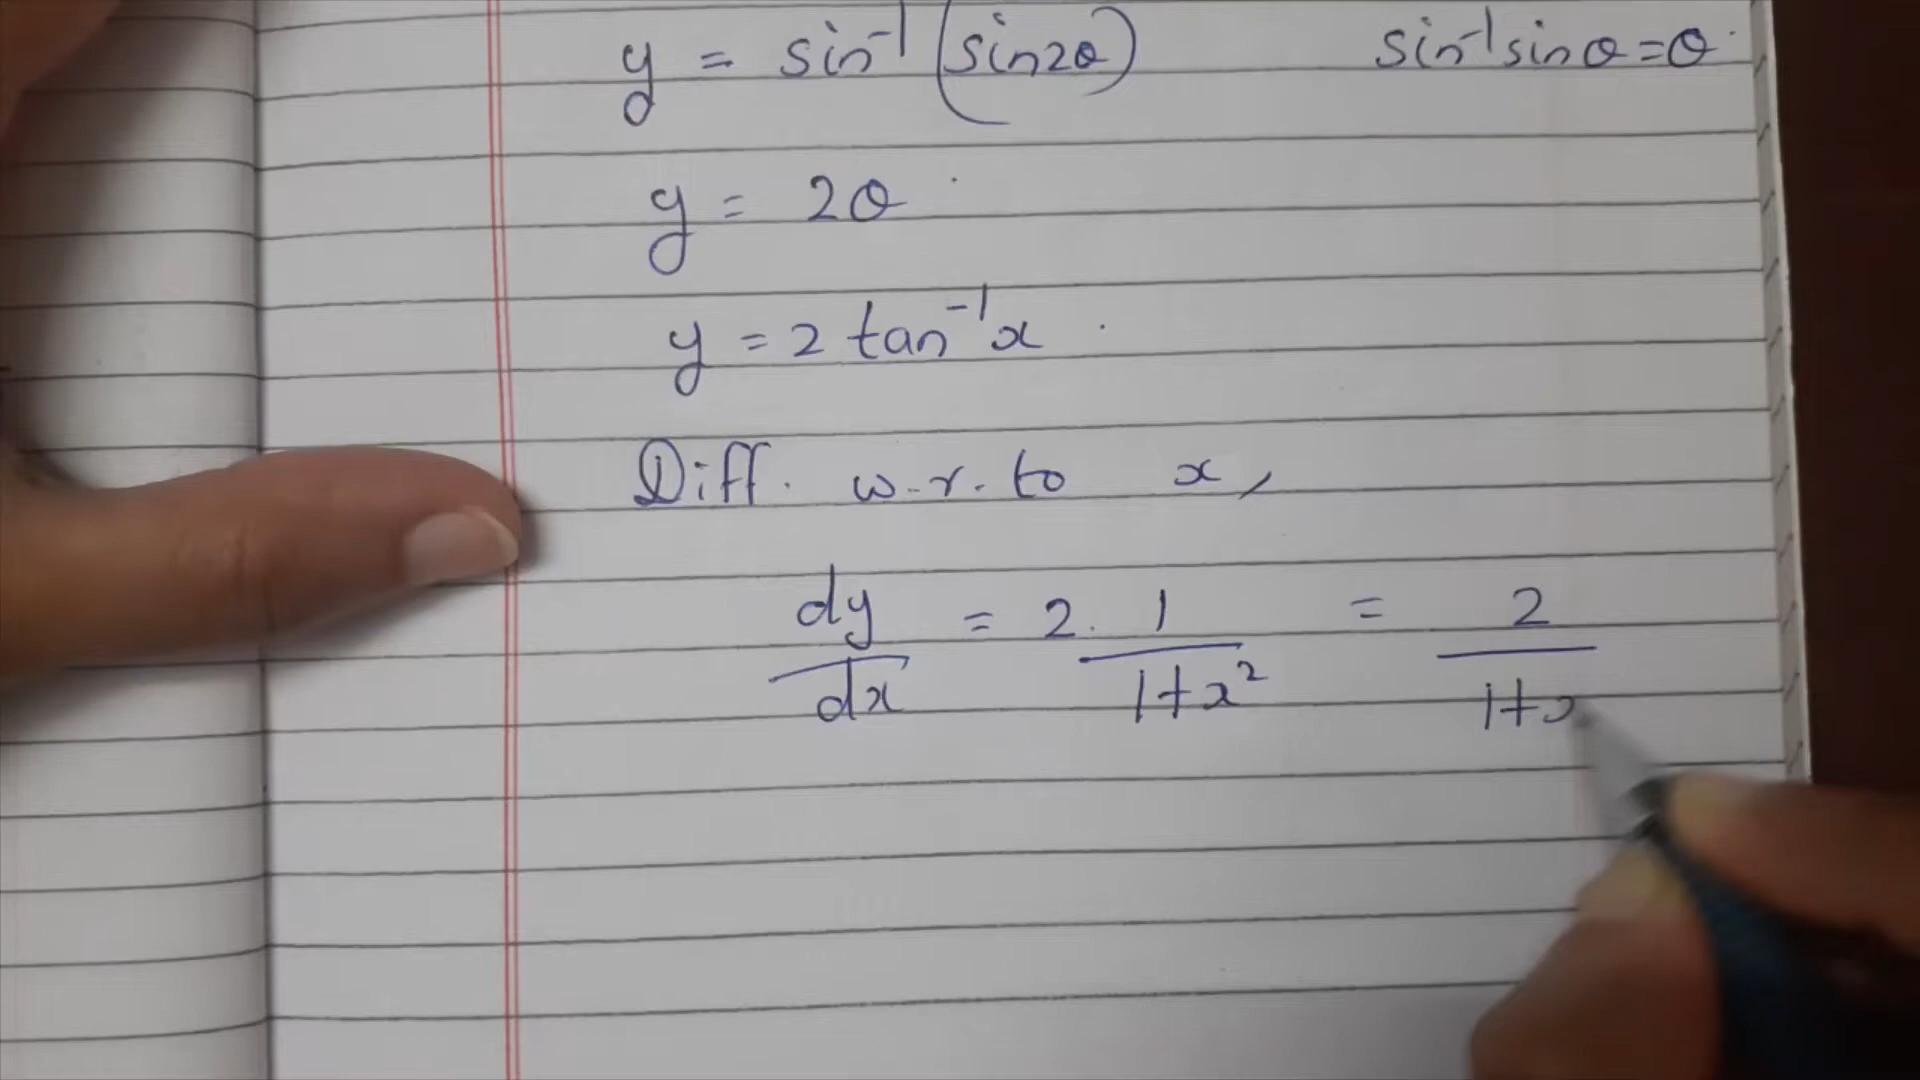 y = sin⁻¹ (sin2θ) sin⁻¹sinθ=θ
y = 2θ
y = 2 tan⁻¹x
Diff. w.r.to x,
dy/dx = 2. 1/1+x² = 2/1+x